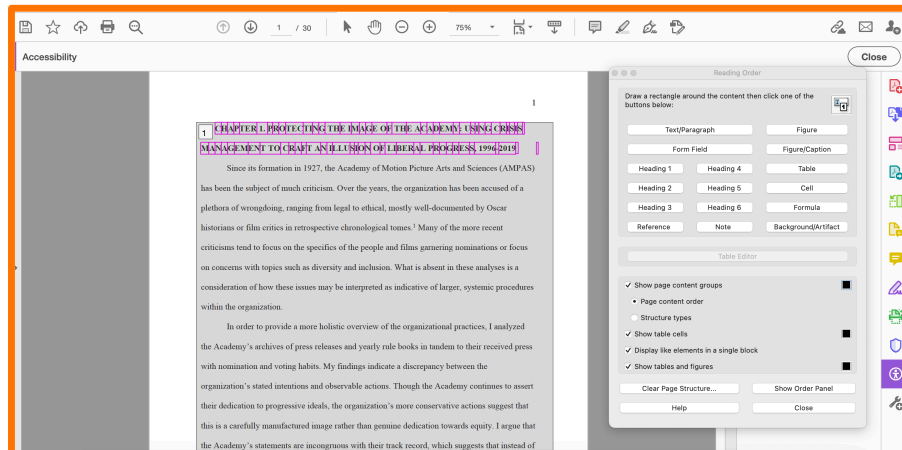 1 / 30
75%
Accessibility
Close
1
1 CHAPTER 1. PROTECTING THE IMAGE OF THE ACADEMY: USING CRISIS
MANAGEMENT TO CRAFT AN ILLUSION OF LIBERAL PROGRESS, 1996-2019
Since its formation in 1927, the Academy of Motion Picture Arts and Sciences (AMPAS)
has been the subject of much criticism. Over the years, the organization has been accused of a
plethora of wrongdoing, ranging from legal to ethical, mostly well-documented by Oscar
historians or film critics in retrospective chronological tomes.¹ Many of the more recent
criticisms tend to focus on the specifics of the people and films garnering nominations or focus
on concerns with topics such as diversity and inclusion. What is absent in these analyses is a
consideration of how these issues may be interpreted as indicative of larger, systemic procedures
within the organization.
In order to provide a more holistic overview of the organizational practices, I analyzed
the Academy's archives of press releases and yearly rule books in tandem to their received press
with nomination and voting habits. My findings indicate a discrepancy between the
organization's stated intentions and observable actions. Though the Academy continues to assert
their dedication to progressive ideals, the organization's more conservative actions suggest that
this is a carefully manufactured image rather than genuine dedication towards equity. I argue that
the Academy's statements are incongruous with their track record, which suggests that instead of
Reading Order
Draw a rectangle around the content then click one of the
buttons below:
Text/Paragraph
Figure
Form Field
Figure/Caption
Heading 1
Heading 4
Table
Heading 2
Heading 5
Cell
Heading 3
Heading 6
Formula
Reference
Note
Background/Artifact
Table Editor
Show page content groups
Page content order
Structure types
Show table cells
Display like elements in a single block
Show tables and figures
Clear Page Structure...
Show Order Panel
Help
Close